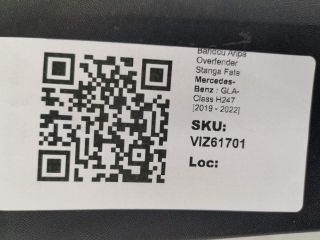 Bandou Aripa
Overfender
Stanga Fata
Mercedes-
Benz : GLA-
Class H247
[2019 - 2022]
SKU:
VIZ61701
Loc: